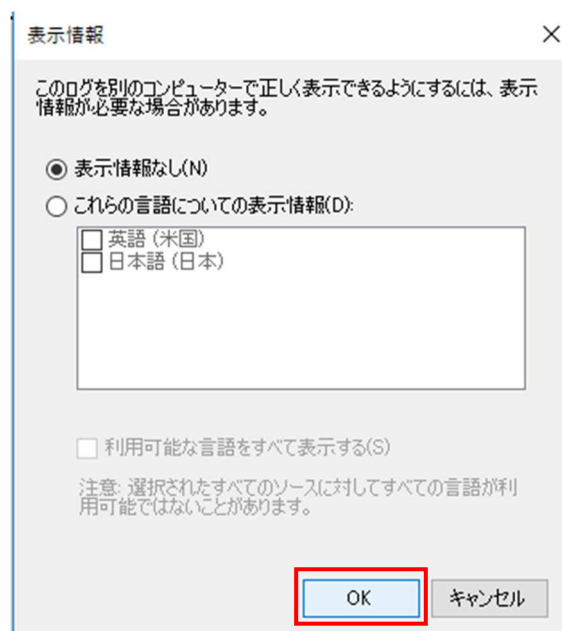 表示情報
このログを別のコンピューターで正しく表示できるようにするには、表示
情報が必要な場合があります。
表示情報なし(N)
これらの言語についての表示情報(D):
英語 (米国)
日本語 (日本)
利用可能な言語をすべて表示する(S)
注意: 選択されたすべてのソースに対してすべての言語が利
用可能ではないことがあります。
OK
キャンセル